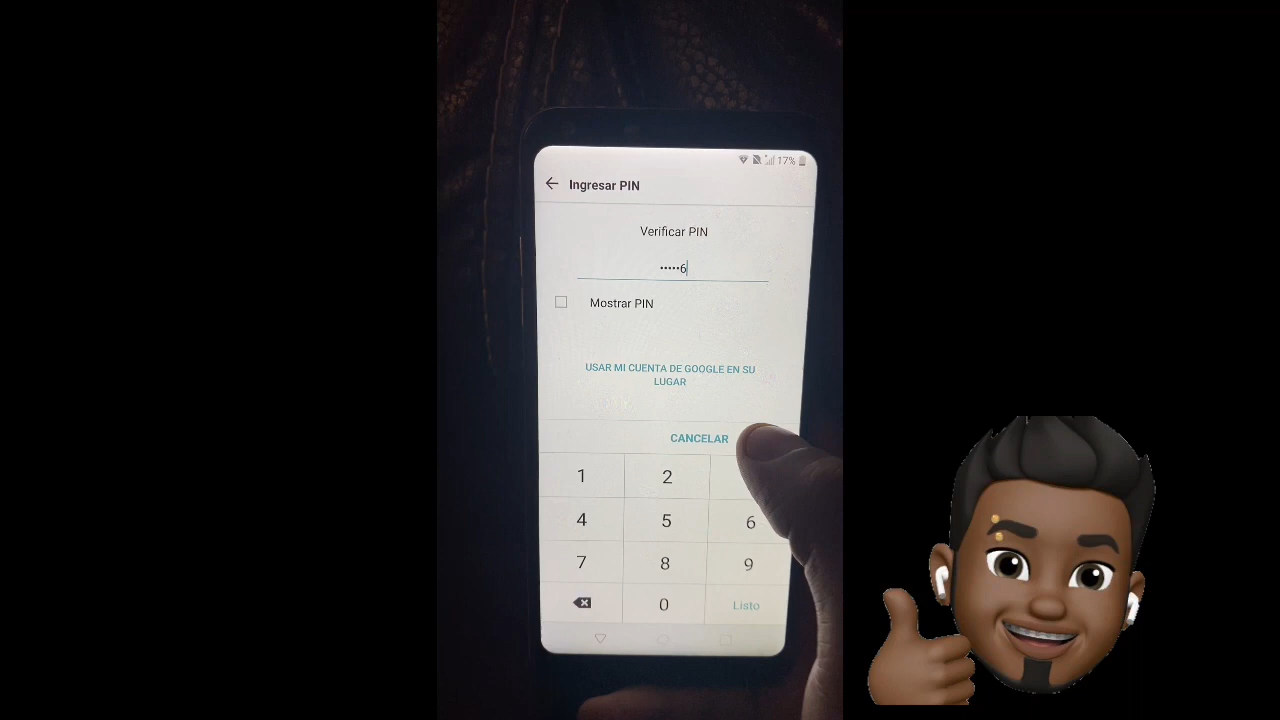 17%
Ingresar PIN
Verificar PIN
•••••6
Mostrar PIN
USAR MI CUENTA DE GOOGLE EN SU
LUGAR
CANCELAR
1 2
4 5 6
7 8 9
0 Listo